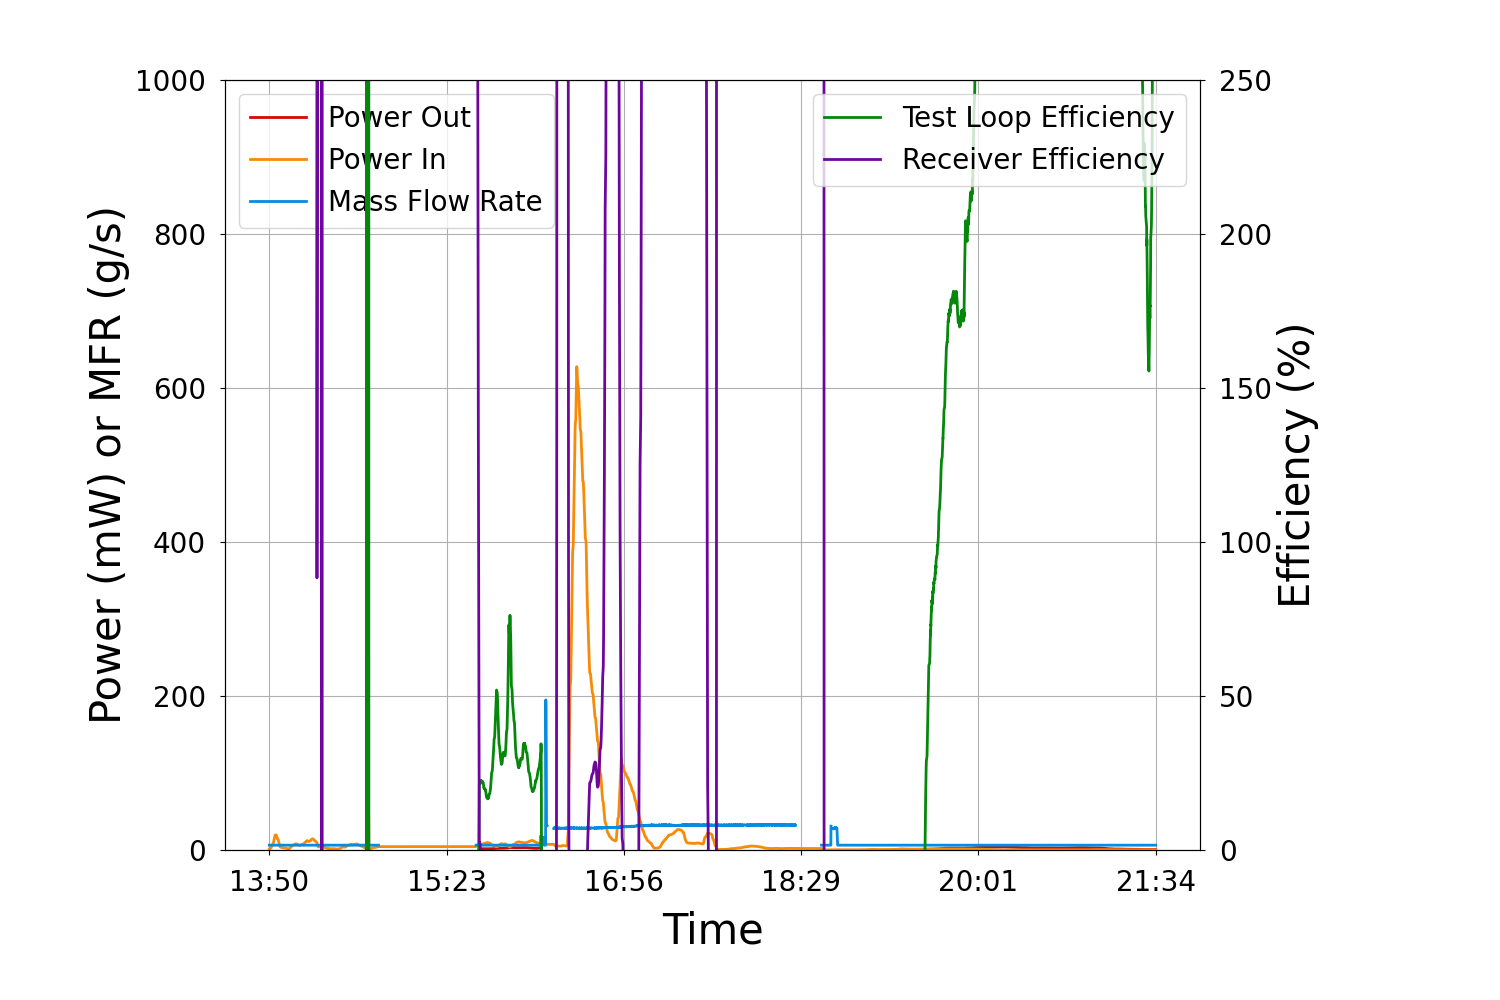 1000
800
600
400
200
0
Power (mW) or MFR (g/s)
Power Out
Power In
Mass Flow Rate
Test Loop Efficiency
Receiver Efficiency
250
200
150
100
50
0
Efficiency (%)
13:50 15:23 16:56 18:29 20:01 21:34
Time